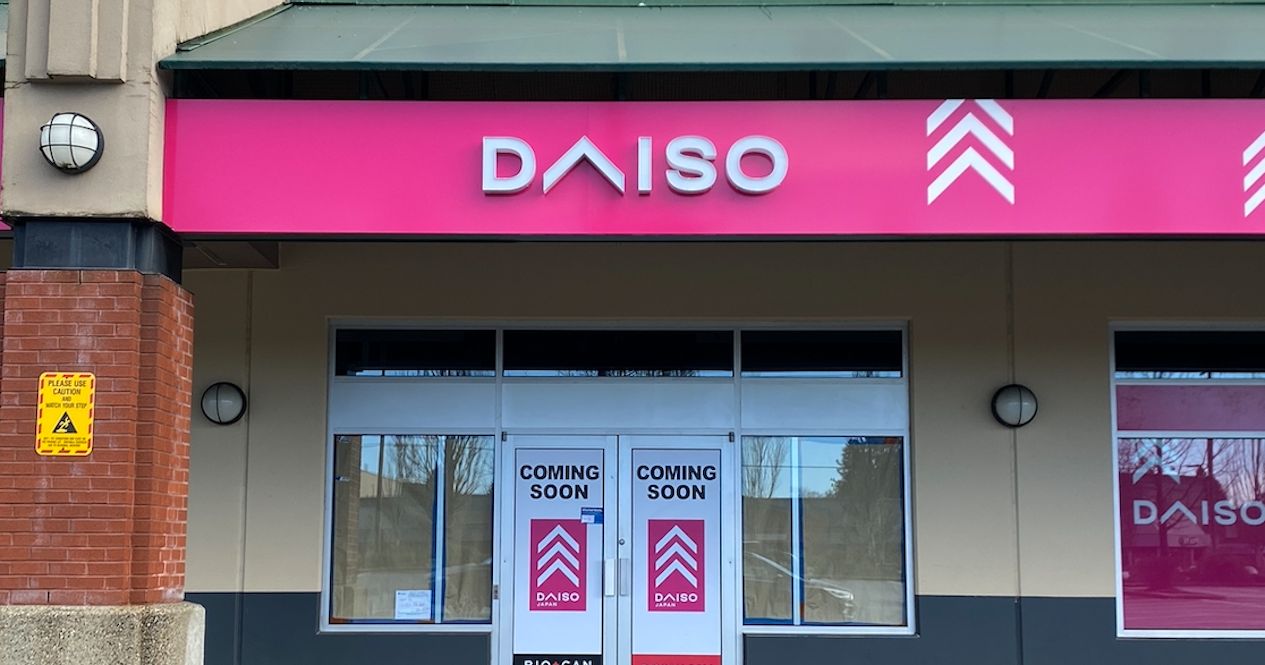 DAISO
PLEASE USE
CAUTION
AND
WATCH YOUR STEP
COMING
SOON
COMING
SOON
DAISO
JAPAN
DAISO
JAPAN
DAISO